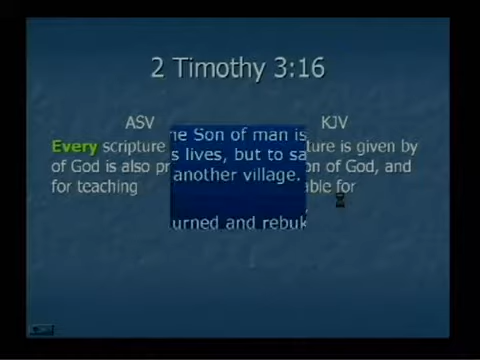 2 Timothy 3:16
ASV
Every scripture
of God is also pr
for teaching
he Son of man is
s lives, but to sa
another village.
urned and rebuk
KJV
ture is given by
on of God, and
able for